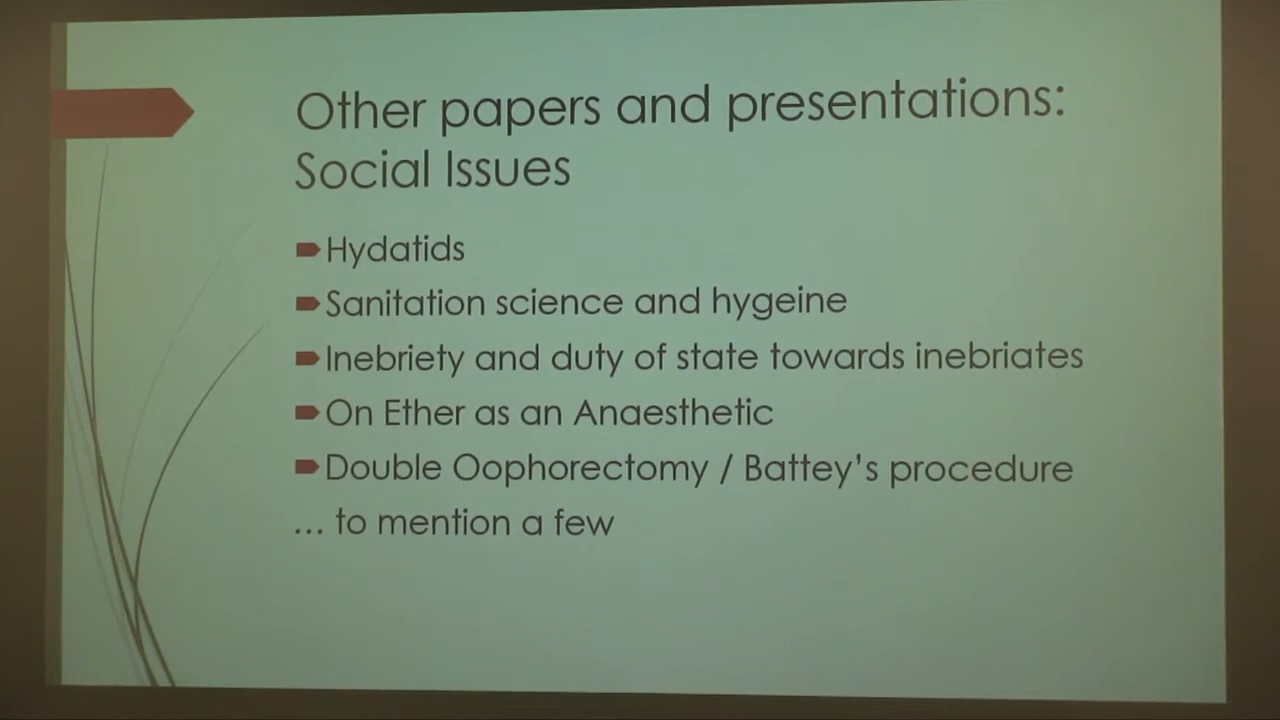 Other papers and presentations:
Social Issues
Hydatids
Sanitation science and hygeine
Inebriety and duty of state towards inebriates
On Ether as an Anaesthetic
Double Oophorectomy / Battey's procedure
... to mention a few